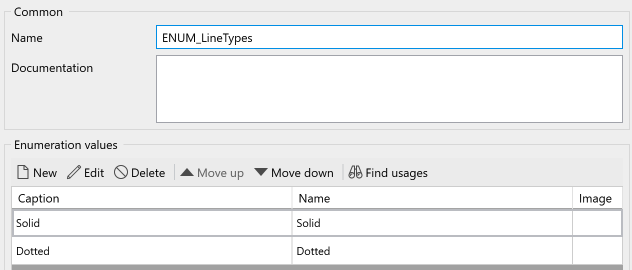 Common
Name ENUM_LineTypes
Documentation
Enumeration values
New Edit Delete Move up Move down Find usages
Caption Name Image
Solid Solid
Dotted Dotted